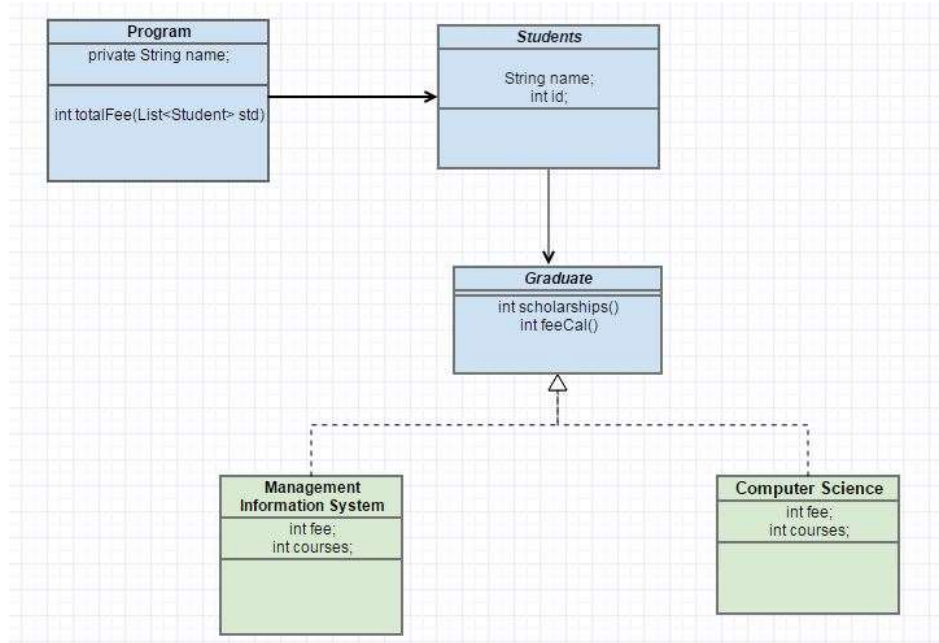 Program
private String name;
int totalFee(List<Student> std)
Students
String name;
int id;
Graduate
int scholarships()
int feeCal()
Management
Information System
int fee;
int courses;
Computer Science
int fee;
int courses;